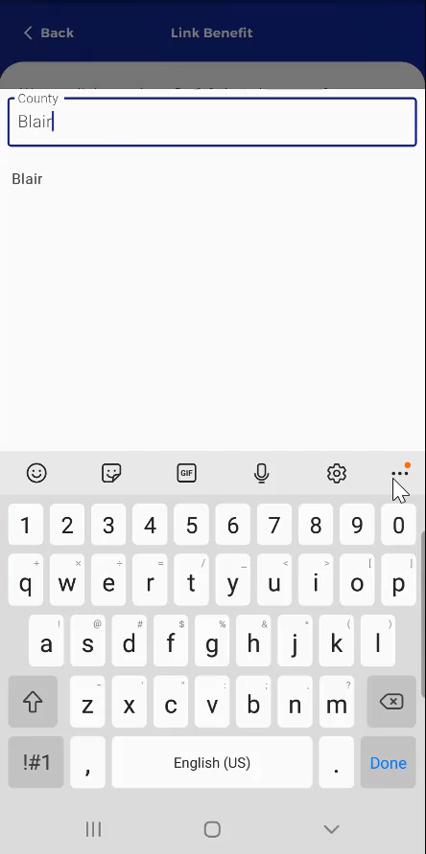 Back
Link Benefit
County
Blair
Blair
GIF
1 2 3 4 5 6 7 8 9 0
+ × ÷ = / _ < > [ ]
q w e r t y u i o p
! @ # $ % & * ( )
a s d f g h j k l
- ' " : ; , ?
z x c v b n m
!#1 , English (US) . Done